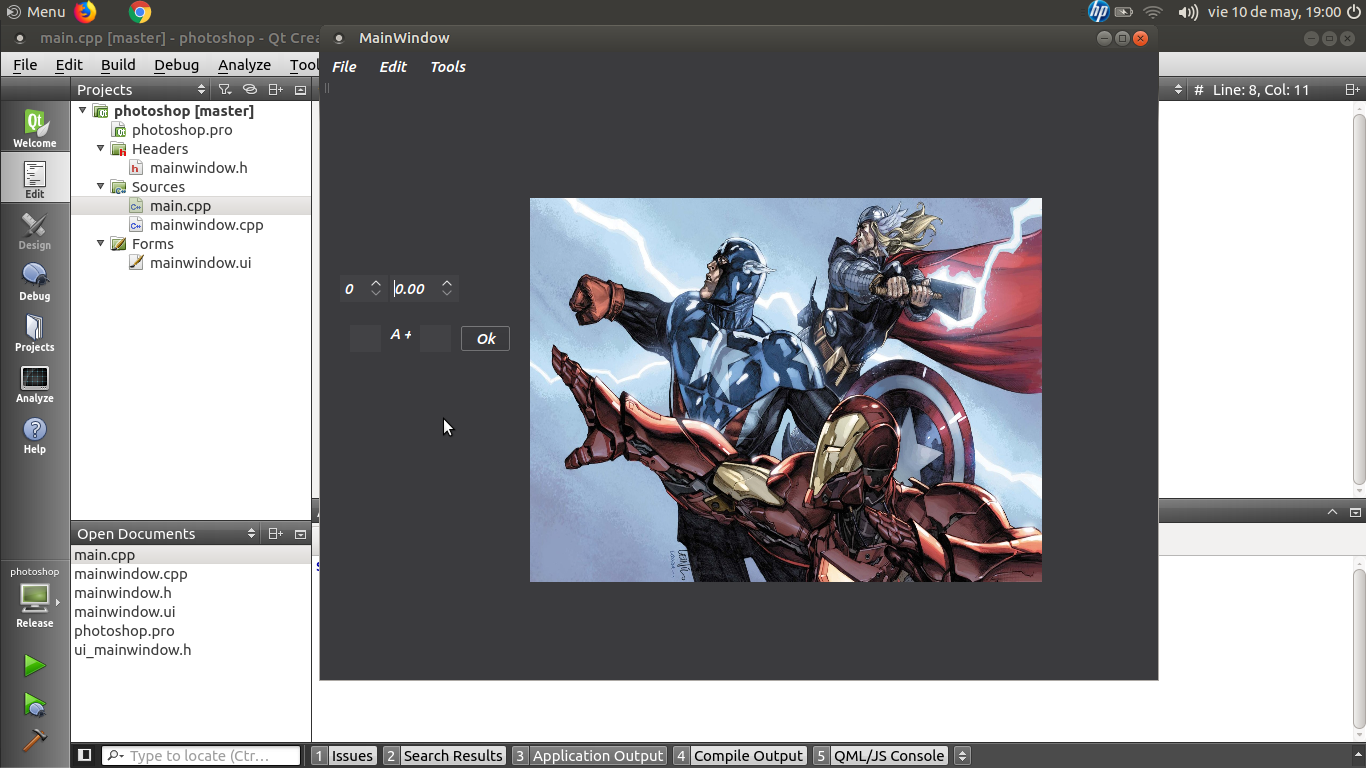 Menu
vie 10 de may, 19:00
main.cpp [master] - photoshop - Qt Crea
MainWindow
File Edit Build Debug Analyze Tool
File Edit Tools
Projects
# Line: 8, Col: 11
photoshop [master]
photoshop.pro
Headers
mainwindow.h
Sources
main.cpp
mainwindow.cpp
Forms
mainwindow.ui
Welcome
Edit
Design
Debug
Projects
Analyze
Help
0 0.00
A +
Ok
Open Documents
main.cpp
mainwindow.cpp
mainwindow.h
mainwindow.ui
photoshop.pro
ui_mainwindow.h
photoshop
Release
Type to locate (Ctr...
1 Issues
2 Search Results
3 Application Output
4 Compile Output
5 QML/JS Console